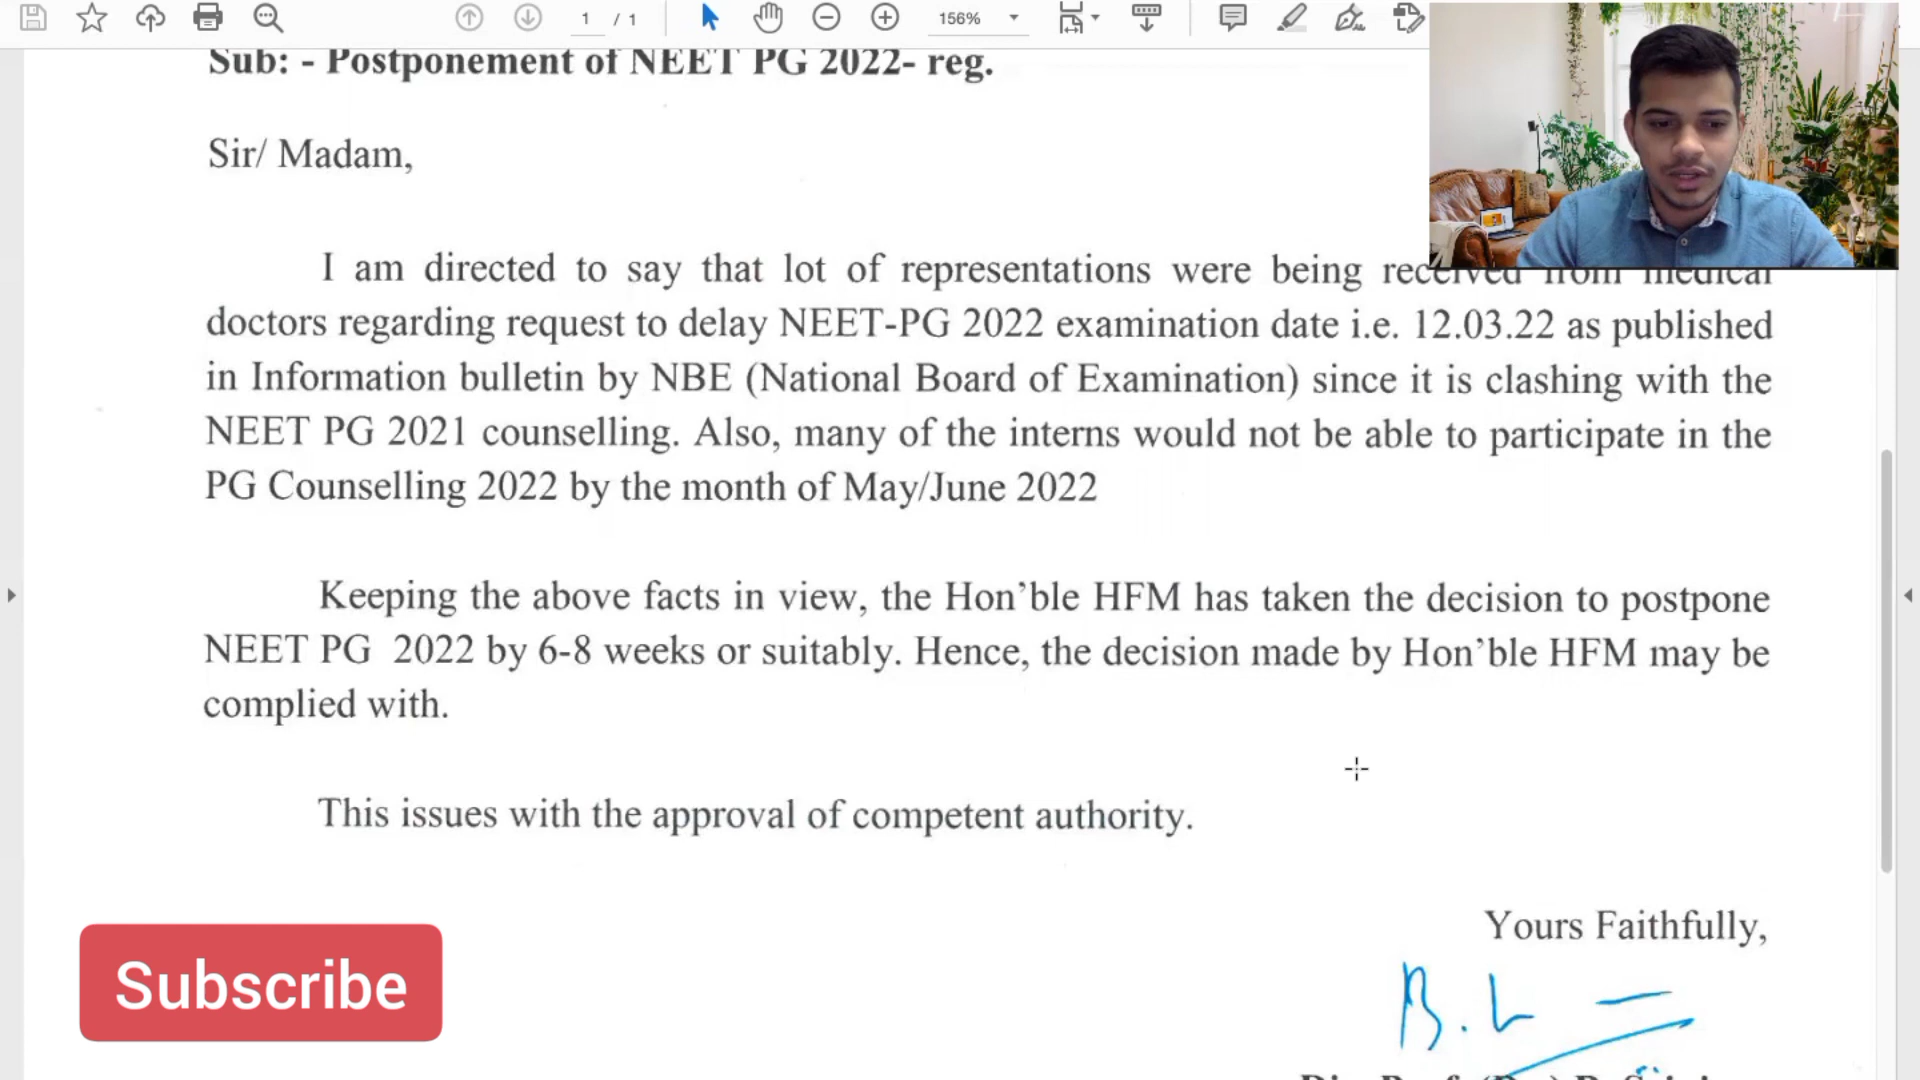 1 / 1
156%
Sub: - Postponement of NEET PG 2022- reg.
Sir/ Madam,
I am directed to say that lot of representations were being received from medical
doctors regarding request to delay NEET-PG 2022 examination date i.e. 12.03.22 as published
in Information bulletin by NBE (National Board of Examination) since it is clashing with the
NEET PG 2021 counselling. Also, many of the interns would not be able to participate in the
PG Counselling 2022 by the month of May/June 2022
Keeping the above facts in view, the Hon'ble HFM has taken the decision to postpone
NEET PG 2022 by 6-8 weeks or suitably. Hence, the decision made by Hon'ble HFM may be
complied with.
This issues with the approval of competent authority.
Yours Faithfully,
B. L
Subscribe